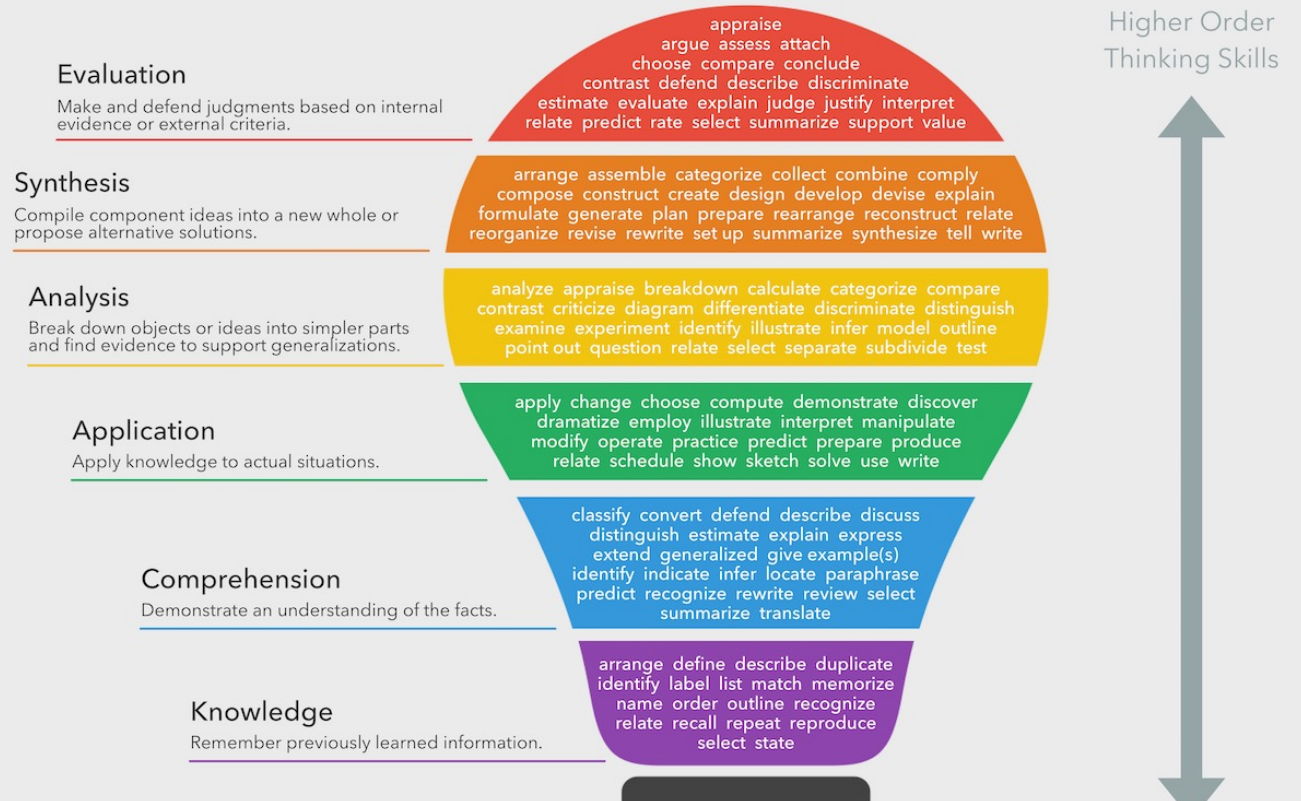 Higher Order
Thinking Skills
Evaluation
Make and defend judgments based on internal
evidence or external criteria.
appraise
argue assess attach
choose compare conclude
contrast defend describe discriminate
estimate evaluate explain judge justify interpret
relate predict rate select summarize support value
Synthesis
Compile component ideas into a new whole or
propose alternative solutions.
arrange assemble categorize collect combine comply
compose construct create design develop devise explain
formulate generate plan prepare rearrange reconstruct relate
reorganize revise rewrite set up summarize synthesize tell write
Analysis
Break down objects or ideas into simpler parts
and find evidence to support generalizations.
analyze appraise breakdown calculate categorize compare
contrast criticize diagram differentiate discriminate distinguish
examine experiment identify illustrate infer model outline
point out question relate select separate subdivide test
Application
Apply knowledge to actual situations.
apply change choose compute demonstrate discover
dramatize employ illustrate interpret manipulate
modify operate practice predict prepare produce
relate schedule show sketch solve use write
Comprehension
Demonstrate an understanding of the facts.
classify convert defend describe discuss
distinguish estimate explain express
extend generalized give example(s)
identify indicate infer locate paraphrase
predict recognize rewrite review select
summarize translate
Knowledge
Remember previously learned information.
arrange define describe duplicate
identify label list match memorize
name order outline recognize
relate recall repeat reproduce
select state